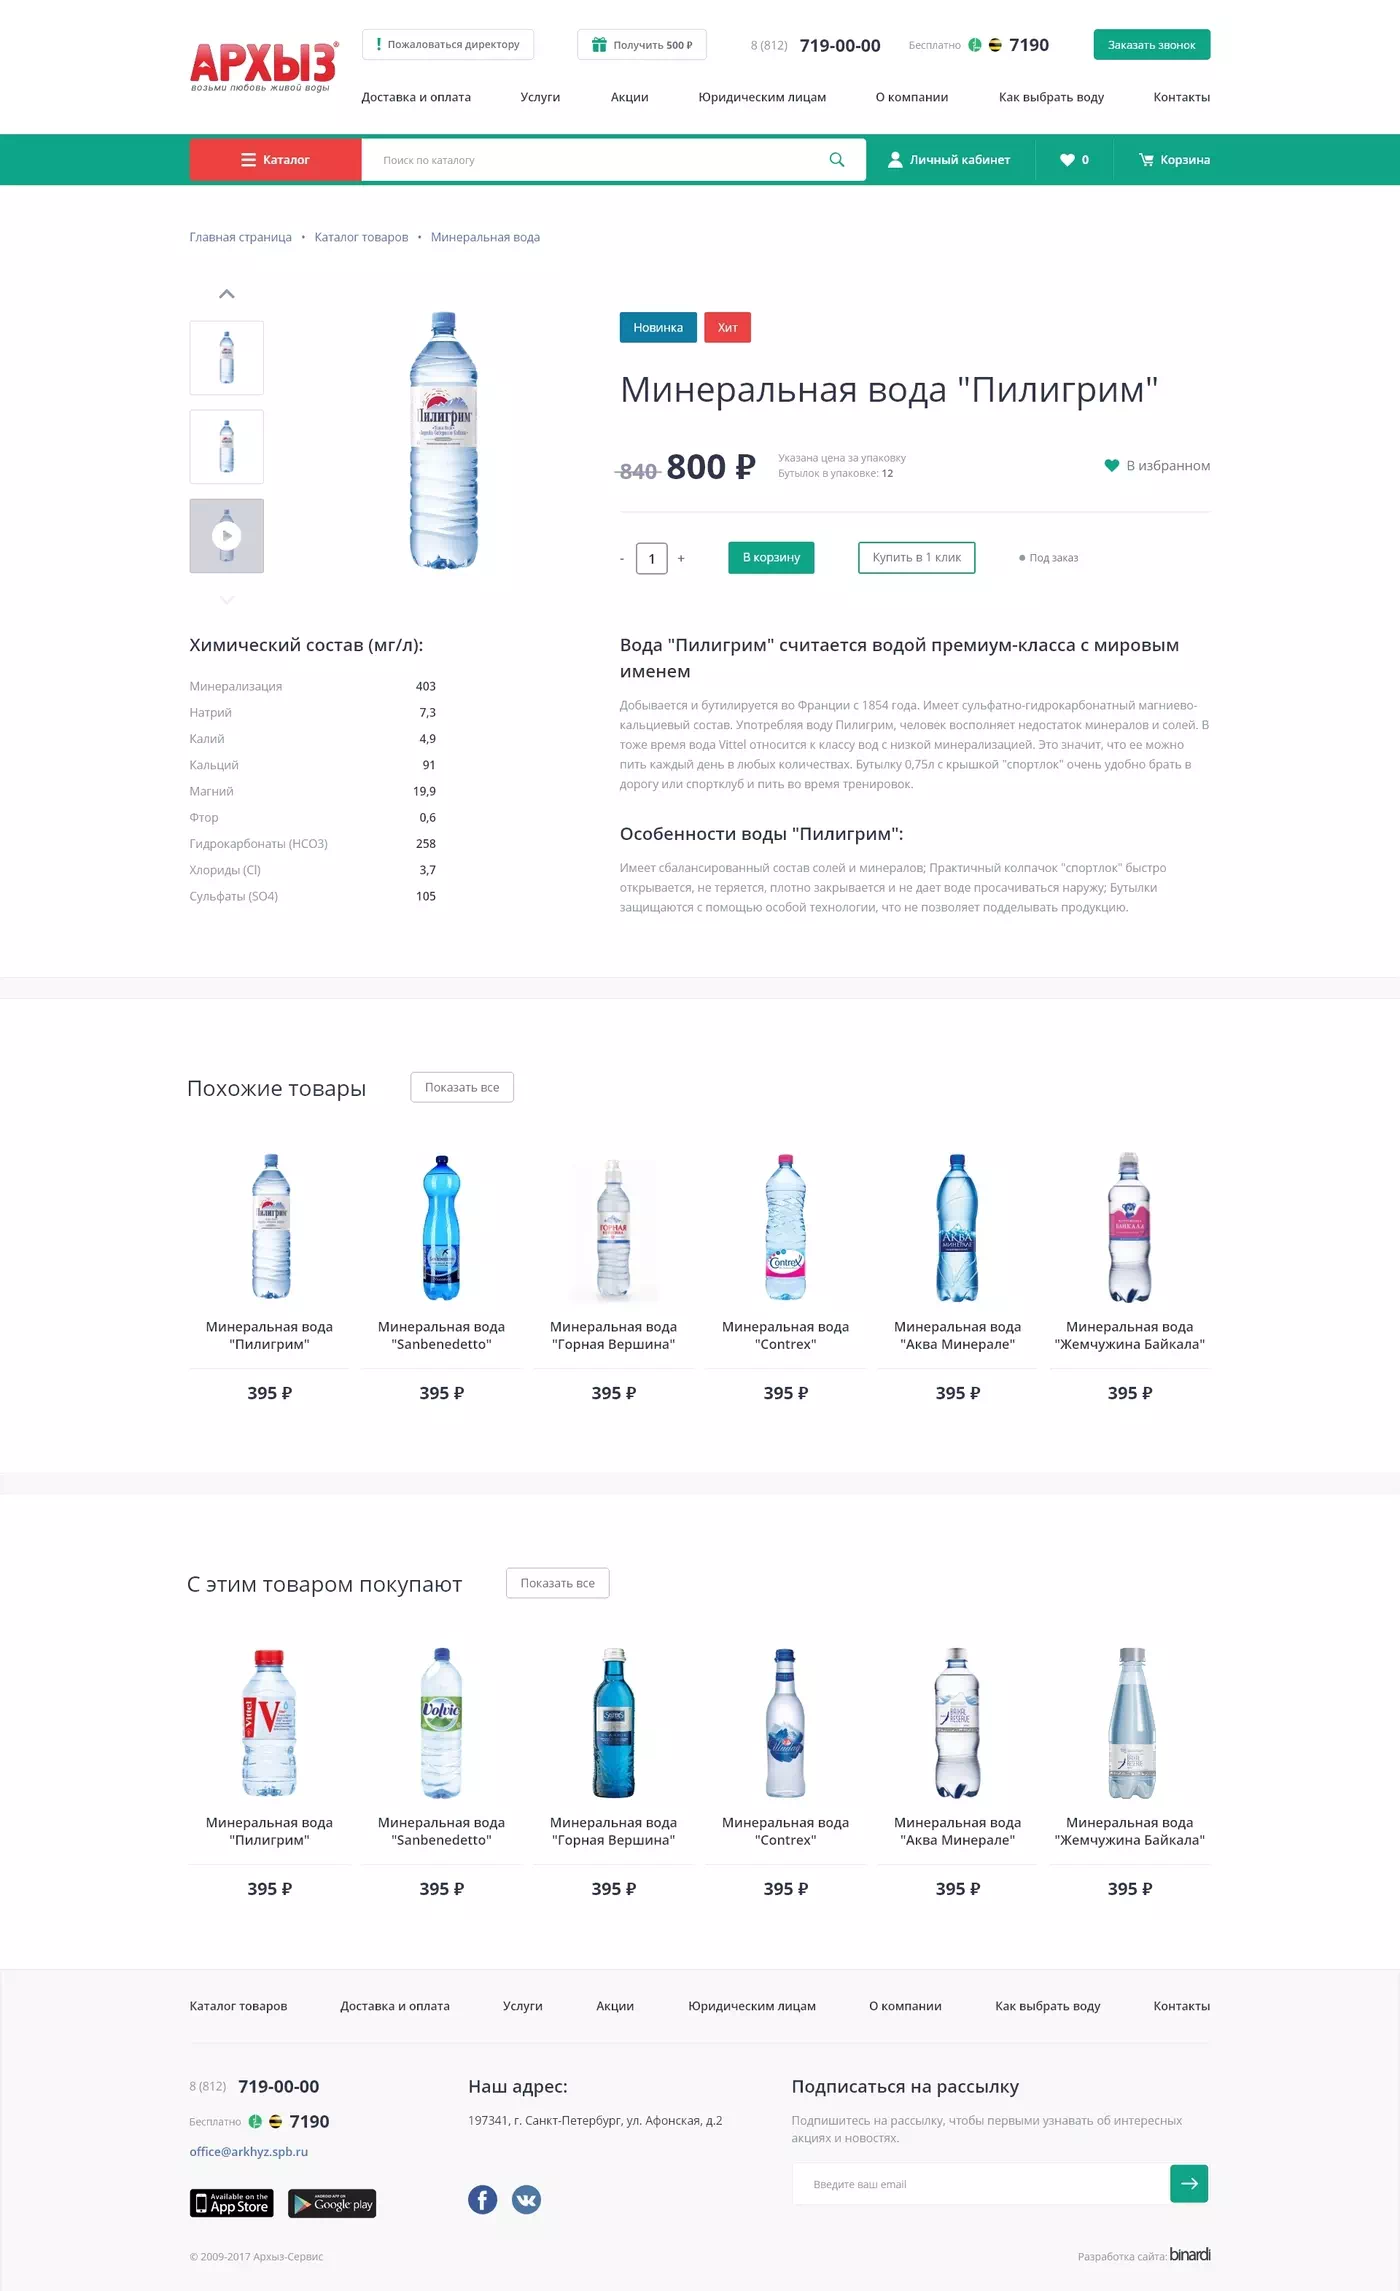 АРХЫЗ®
возьми любовь живой воды
Пожаловаться директору
Получить 500 ₽
8 (812) 719-00-00
Бесплатно 7190
Заказать звонок
Доставка и оплата
Услуги
Акции
Юридическим лицам
О компании
Как выбрать воду
Контакты
Каталог
Поиск по каталогу
Личный кабинет
0
Корзина
Главная страница • Каталог товаров • Минеральная вода
Пилигрим
Новинка
Хит
Минеральная вода "Пилигрим"
840 800 ₽
Указана цена за упаковку
Бутылок в упаковке: 12
В избранном
- 1 +
В корзину
Купить в 1 клик
Под заказ
Химический состав (мг/л):
Минерализация 403
Натрий 7,3
Калий 4,9
Кальций 91
Магний 19,9
Фтор 0,6
Гидрокарбонаты (HCO3) 258
Хлориды (Cl) 3,7
Сульфаты (SO4) 105
Вода "Пилигрим" считается водой премиум-класса с мировым
именем
Добывается и бутилируется во Франции с 1854 года. Имеет сульфатно-гидрокарбонатный магниево-
кальциевый состав. Употребляя воду Пилигрим, человек восполняет недостаток минералов и солей. В
тоже время вода Vittel относится к классу вод с низкой минерализацией. Это значит, что ее можно
пить каждый день в любых количествах. Бутылку 0,75л с крышкой "спортлок" очень удобно брать в
дорогу или спортклуб и пить во время тренировок.
Особенности воды "Пилигрим":
Имеет сбалансированный состав солей и минералов; Практичный колпачок "спортлок" быстро
открывается, не теряется, плотно закрывается и не дает воде просачиваться наружу; Бутылки
защищаются с помощью особой технологии, что не позволяет подделывать продукцию.
Похожие товары
Показать все
Пилигрим
ГОРНАЯ
ВЕРШИНА
Contrex
АКВА
МИНЕРАЛЕ
БАЙКАЛА
Минеральная вода
"Пилигрим"
395 ₽
Минеральная вода
"Sanbenedetto"
395 ₽
Минеральная вода
"Горная Вершина"
395 ₽
Минеральная вода
"Contrex"
395 ₽
Минеральная вода
"Аква Минерале"
395 ₽
Минеральная вода
"Жемчужина Байкала"
395 ₽
С этим товаром покупают
Показать все
Vittel
V
Volvic
BAIKAL
RESERVE
Минеральная вода
"Пилигрим"
395 ₽
Минеральная вода
"Sanbenedetto"
395 ₽
Минеральная вода
"Горная Вершина"
395 ₽
Минеральная вода
"Contrex"
395 ₽
Минеральная вода
"Аква Минерале"
395 ₽
Минеральная вода
"Жемчужина Байкала"
395 ₽
Каталог товаров
Доставка и оплата
Услуги
Акции
Юридическим лицам
О компании
Как выбрать воду
Контакты
8 (812) 719-00-00
Бесплатно 7190
office@arkhyz.spb.ru
Available on the
App Store
ANDROID APP ON
Google play
Наш адрес:
197341, г. Санкт-Петербург, ул. Афонская, д.2
Подписаться на рассылку
Подпишитесь на рассылку, чтобы первыми узнавать об интересных
акциях и новостях.
Введите ваш email
© 2009-2017 Архыз-Сервис
Разработка сайта: binardi